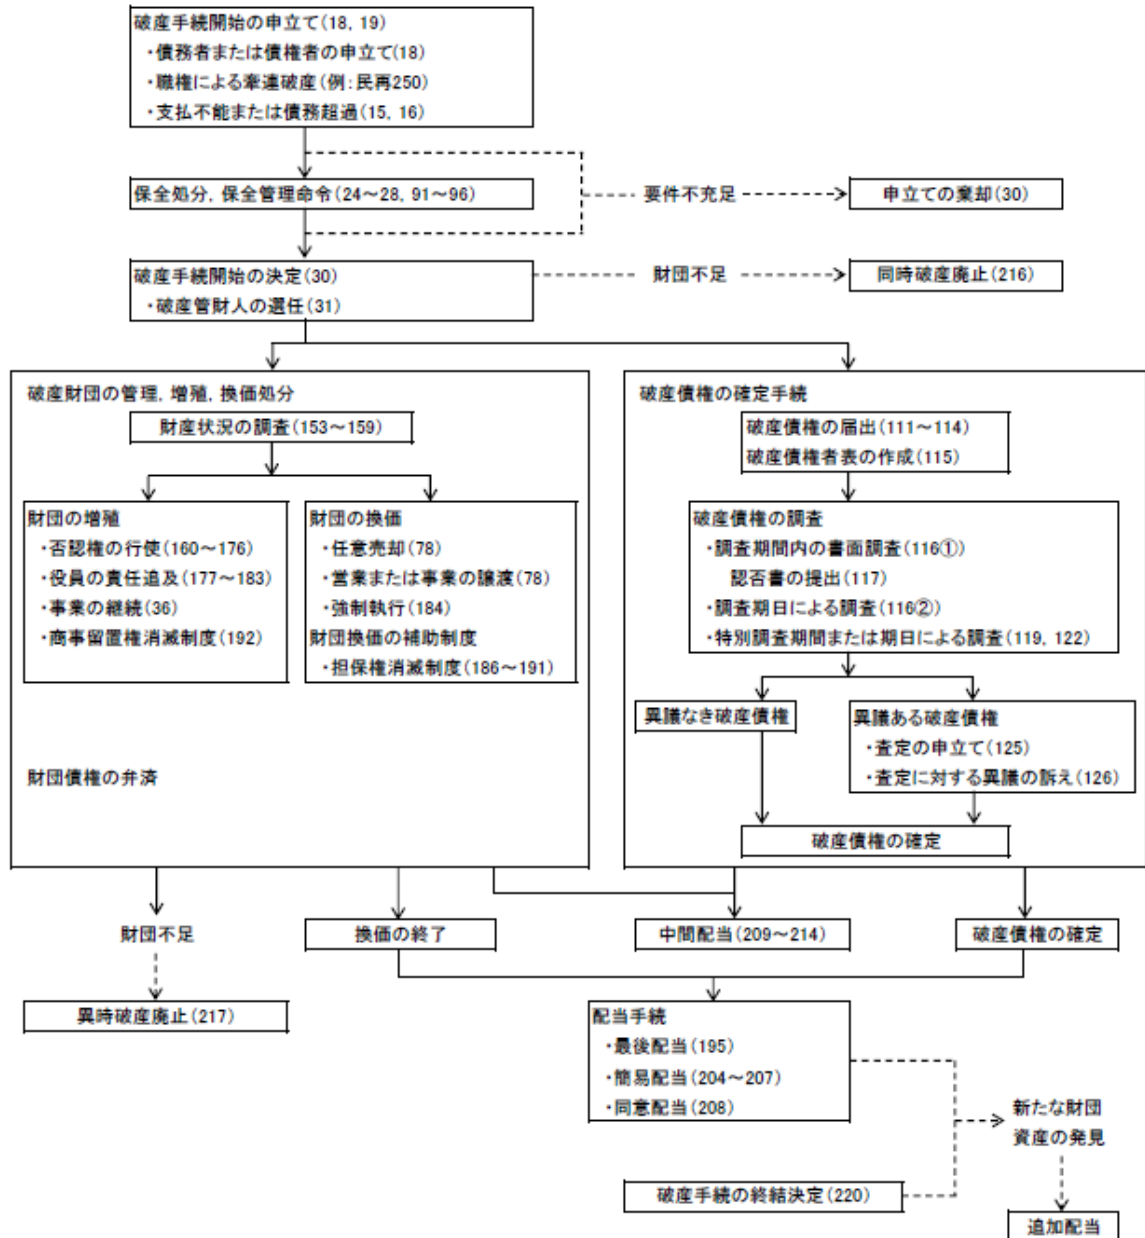 破産手続開始の申立て(18, 19)
・債務者または債権者の申立て(18)
・職権による牽連破産(例：民再250)
・支払不能または債務超過(15, 16)
保全処分, 保全管理命令(24～28, 91～96)
要件不充足
申立ての棄却(30)
破産手続開始の決定(30)
・破産管財人の選任(31)
財団不足
同時破産廃止(216)
破産財団の管理, 増殖, 換価処分
財産状況の調査(153～159)
財団の増殖
・否認権の行使(160～176)
・役員の責任追及(177～183)
・事業の継続(36)
・商事留置権消滅制度(192)
財団の換価
・任意売却(78)
・営業または事業の譲渡(78)
・強制執行(184)
財団換価の補助制度
・担保権消滅制度(186～191)
財団債権の弁済
破産債権の確定手続
破産債権の届出(111～114)
破産債権者表の作成(115)
破産債権の調査
・調査期間内の書面調査(116①)
認否書の提出(117)
・調査期日による調査(116②)
・特別調査期間または期日による調査(119, 122)
異議なき破産債権
異議ある破産債権
・査定の申立て(125)
・査定に対する異議の訴え(126)
破産債権の確定
財団不足
換価の終了
中間配当(209～214)
破産債権の確定
異時破産廃止(217)
配当手続
・最後配当(195)
・簡易配当(204～207)
・同意配当(208)
新たな財団
資産の発見
破産手続の終結決定(220)
追加配当